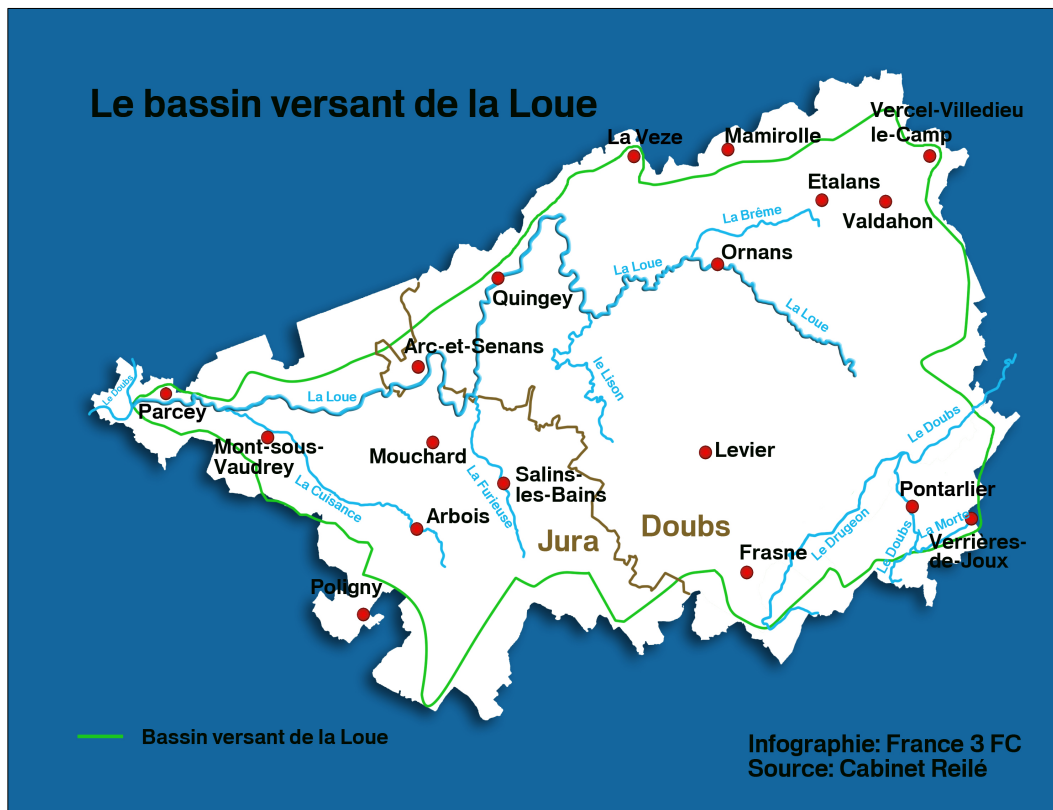 Le bassin versant de la Loue
Vercel-Villedieu
le-Camp
La Veze
Mamirolle
Etalans
Valdahon
La Brême
Ornans
La Loue
La Loue
Quingey
Arc-et-Senans
le Lison
Le Doubs
La Loue
Parcey
Mont-sous-
Vaudrey
Mouchard
Levier
Le Doubs
La Cuisance
La Furieuse
Salins-
les-Bains
Pontarlier
Arbois
Jura
Doubs
Le Drugeon
Le Doubs
La Morte
Verrières-
de-Joux
Frasne
Poligny
Bassin versant de la Loue
Infographie: France 3 FC
Source: Cabinet Reilé